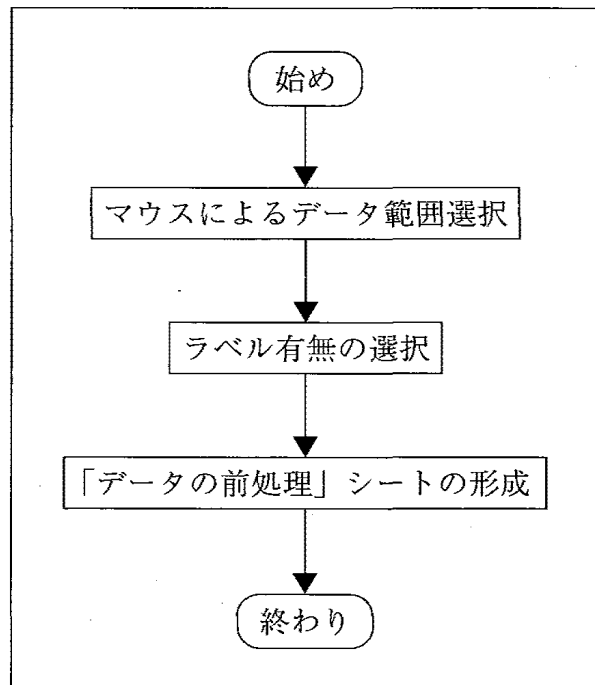 始め
マウスによるデータ範囲選択
ラベル有無の選択
「データの前処理」シートの形成
終わり